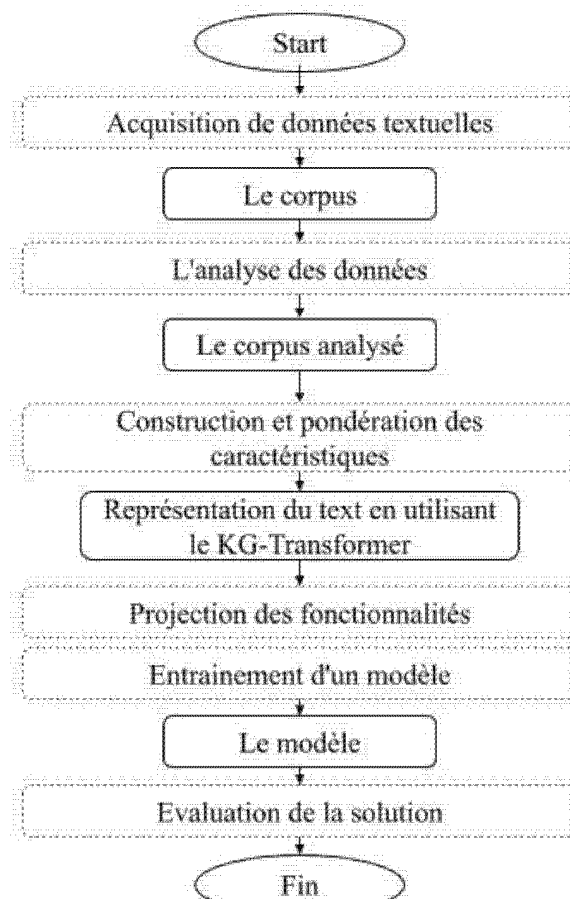 Start
Acquisition de données textuelles
Le corpus
L'analyse des données
Le corpus analysé
Construction et pondération des
caractéristiques
Représentation du text en utilisant
le KG-Transformer
Projection des fonctionnalités
Entrainement d'un modèle
Le modèle
Evaluation de la solution
Fin